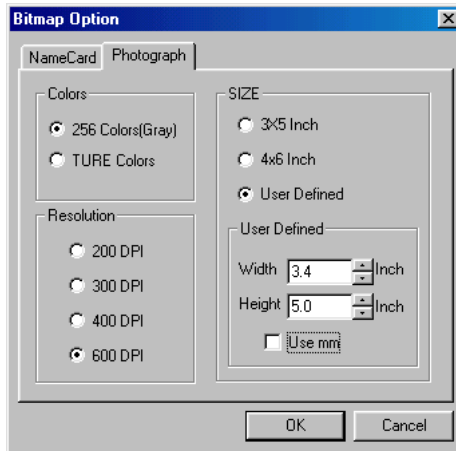 Bitmap Option
NameCard Photograph
Colors
256 Colors(Gray)
TURE Colors
Resolution
200 DPI
300 DPI
400 DPI
600 DPI
SIZE
3X5 Inch
4x6 Inch
User Defined
User Defined
Width 3.4 Inch
Height 5.0 Inch
Use mm
OK Cancel